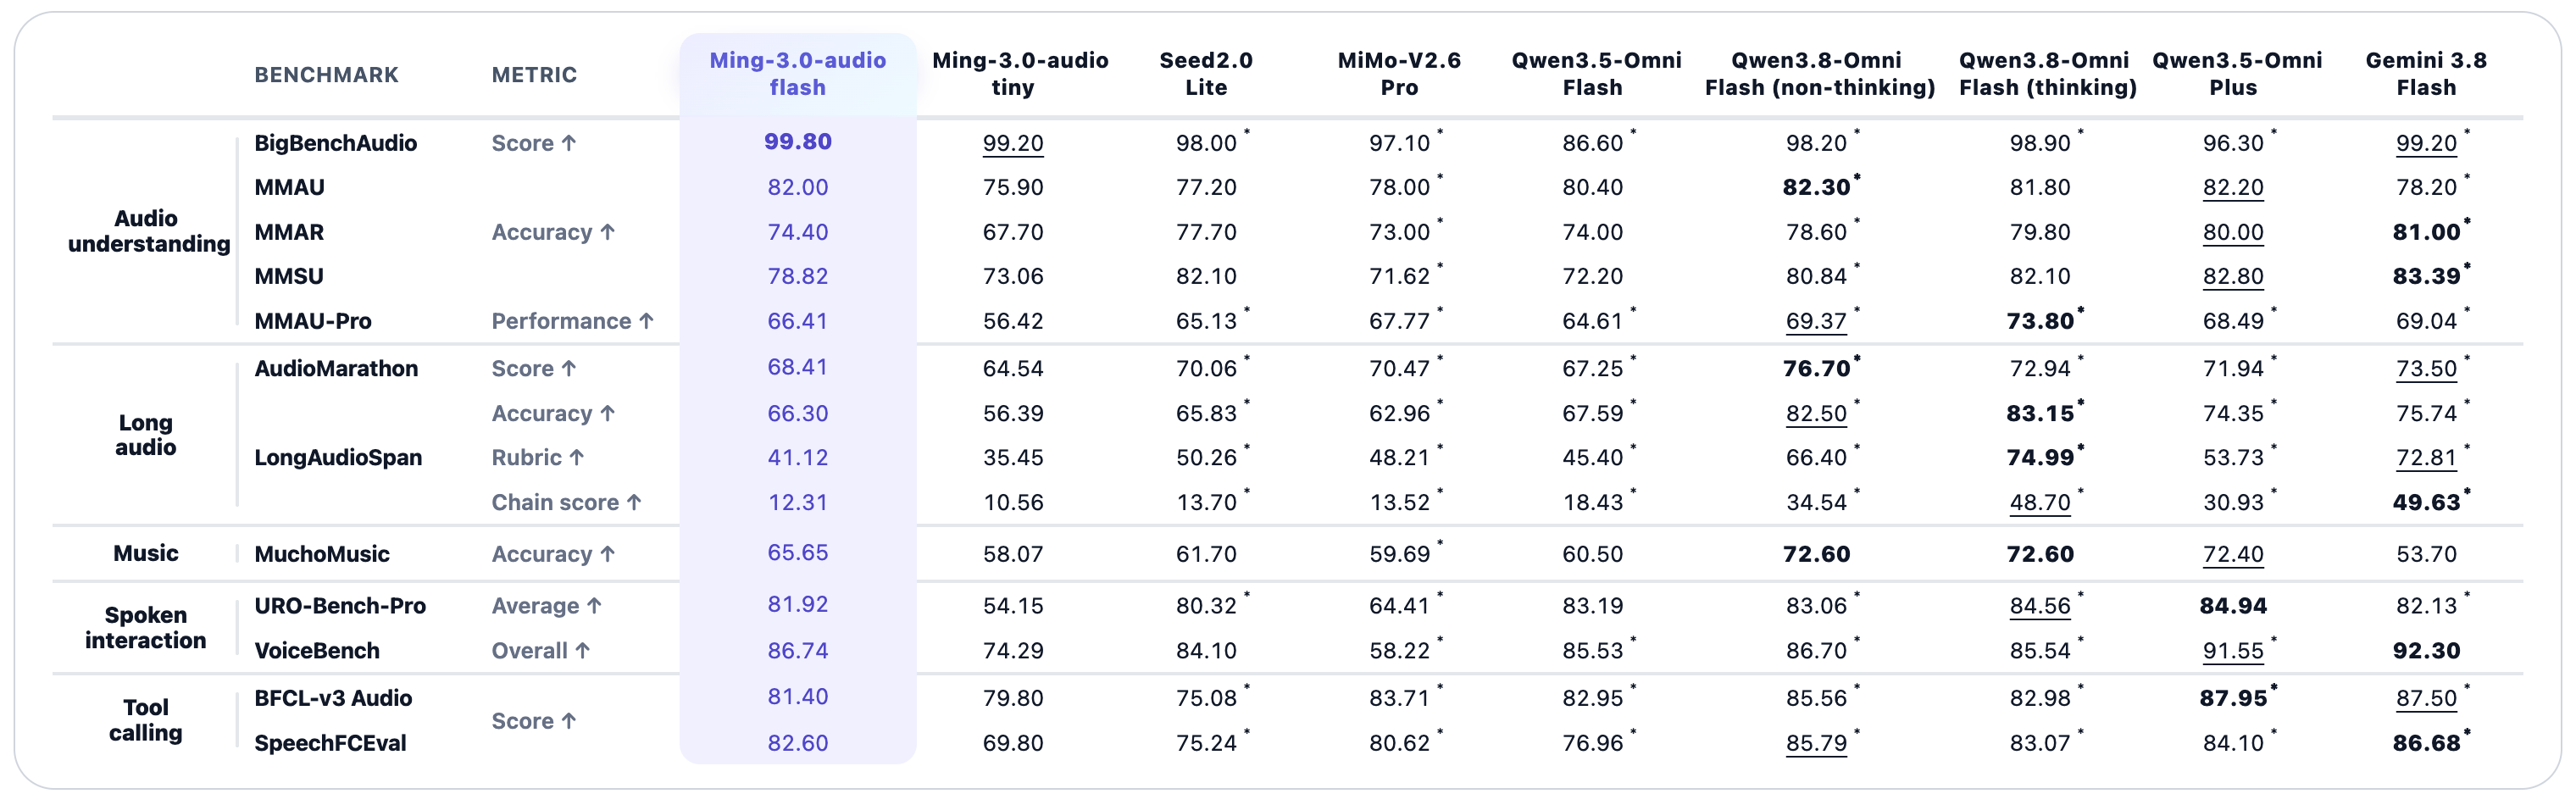 BENCHMARK METRIC Ming-3.0-audio flash Ming-3.0-audio tiny Seed2.0 Lite MiMo-V2.6 Pro Qwen3.5-Omni Flash Qwen3.8-Omni Flash (non-thinking) Qwen3.8-Omni Flash (thinking) Qwen3.5-Omni Plus Gemini 3.8 Flash
Audio understanding
BigBenchAudio Score ↑ 99.80 99.20 98.00* 97.10* 86.60* 98.20* 98.90* 96.30* 99.20*
MMAU 82.00 75.90 77.20 78.00* 80.40 82.30* 81.80 82.20 78.20*
MMAR Accuracy ↑ 74.40 67.70 77.70 73.00* 74.00 78.60* 79.80 80.00 81.00*
MMSU 78.82 73.06 82.10 71.62* 72.20 80.84* 82.10 82.80 83.39*
MMAU-Pro Performance ↑ 66.41 56.42 65.13* 67.77* 64.61* 69.37* 73.80* 68.49* 69.04*
Long audio
AudioMarathon Score ↑ 68.41 64.54 70.06* 70.47* 67.25* 76.70* 72.94* 71.94* 73.50*
Accuracy ↑ 66.30 56.39 65.83* 62.96* 67.59* 82.50* 83.15* 74.35* 75.74*
LongAudioSpan Rubric ↑ 41.12 35.45 50.26* 48.21* 45.40* 66.40* 74.99* 53.73* 72.81*
Chain score ↑ 12.31 10.56 13.70* 13.52* 18.43* 34.54* 48.70* 30.93* 49.63*
Music
MuchoMusic Accuracy ↑ 65.65 58.07 61.70 59.69* 60.50 72.60 72.60 72.40 53.70
Spoken interaction
URO-Bench-Pro Average ↑ 81.92 54.15 80.32* 64.41* 83.19 83.06* 84.56* 84.94 82.13*
VoiceBench Overall ↑ 86.74 74.29 84.10 58.22* 85.53* 86.70* 85.54* 91.55* 92.30
Tool calling
BFCL-v3 Audio 81.40 79.80 75.08* 83.71* 82.95* 85.56* 82.98* 87.95* 87.50*
Score ↑
SpeechFCEval 82.60 69.80 75.24* 80.62* 76.96* 85.79* 83.07* 84.10* 86.68*